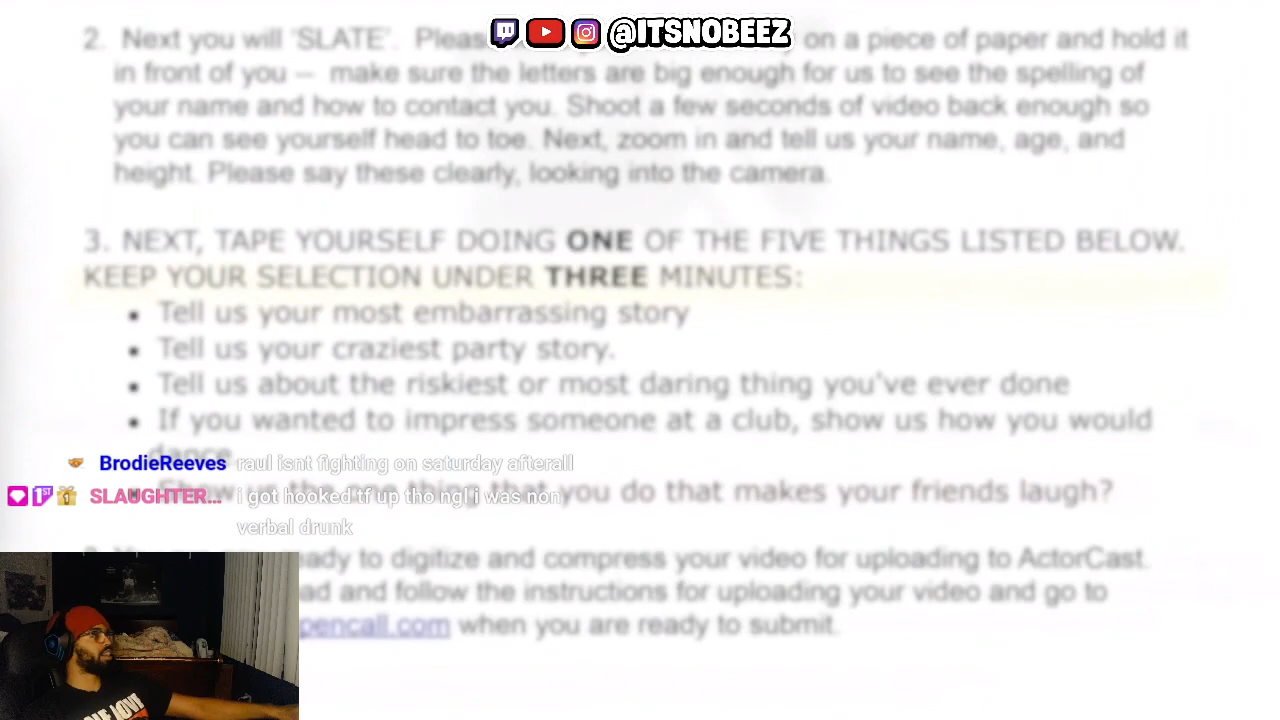 @ITSNOBEEZ
2. Next you will 'SLATE'. on a piece of paper and hold it
in front of you – make sure the letters are big enough for us to see the spelling of
your name and how to contact you. Shoot a few seconds of video back enough so
you can see yourself head to toe. Next, zoom in and tell us your name, age, and
height. Please say these clearly, looking into the camera.
3. NEXT, TAPE YOURSELF DOING ONE OF THE FIVE THINGS LISTED BELOW.
KEEP YOUR SELECTION UNDER THREE MINUTES:
• Tell us your most embarrassing story
• Tell us your craziest party story.
• Tell us about the riskiest or most daring thing you've ever done
• If you wanted to impress someone at a club, show us how you would
dance
BrodieReeves raul isnt fighting on saturday afterall
that you do that makes your friends laugh?
1ST SLAUGHTER... i got hooked tf up tho ngl i was non
verbal drunk
to digitize and compress your video for uploading to ActorCast.
and follow the instructions for uploading your video and go to
when you are ready to submit.